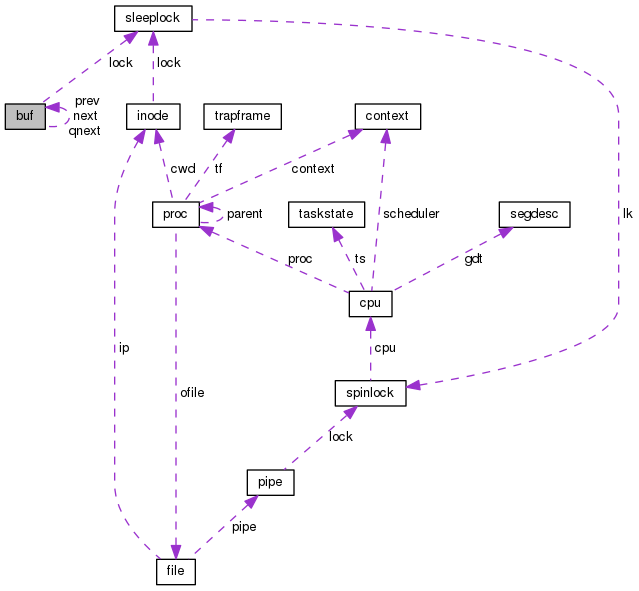 sleeplock
lock
lock
prev
next
qnext
buf
inode
trapframe
context
cwd
tf
context
proc
parent
taskstate
scheduler
segdesc
lk
proc
ts
gdt
cpu
ip
cpu
ofile
spinlock
lock
pipe
pipe
file